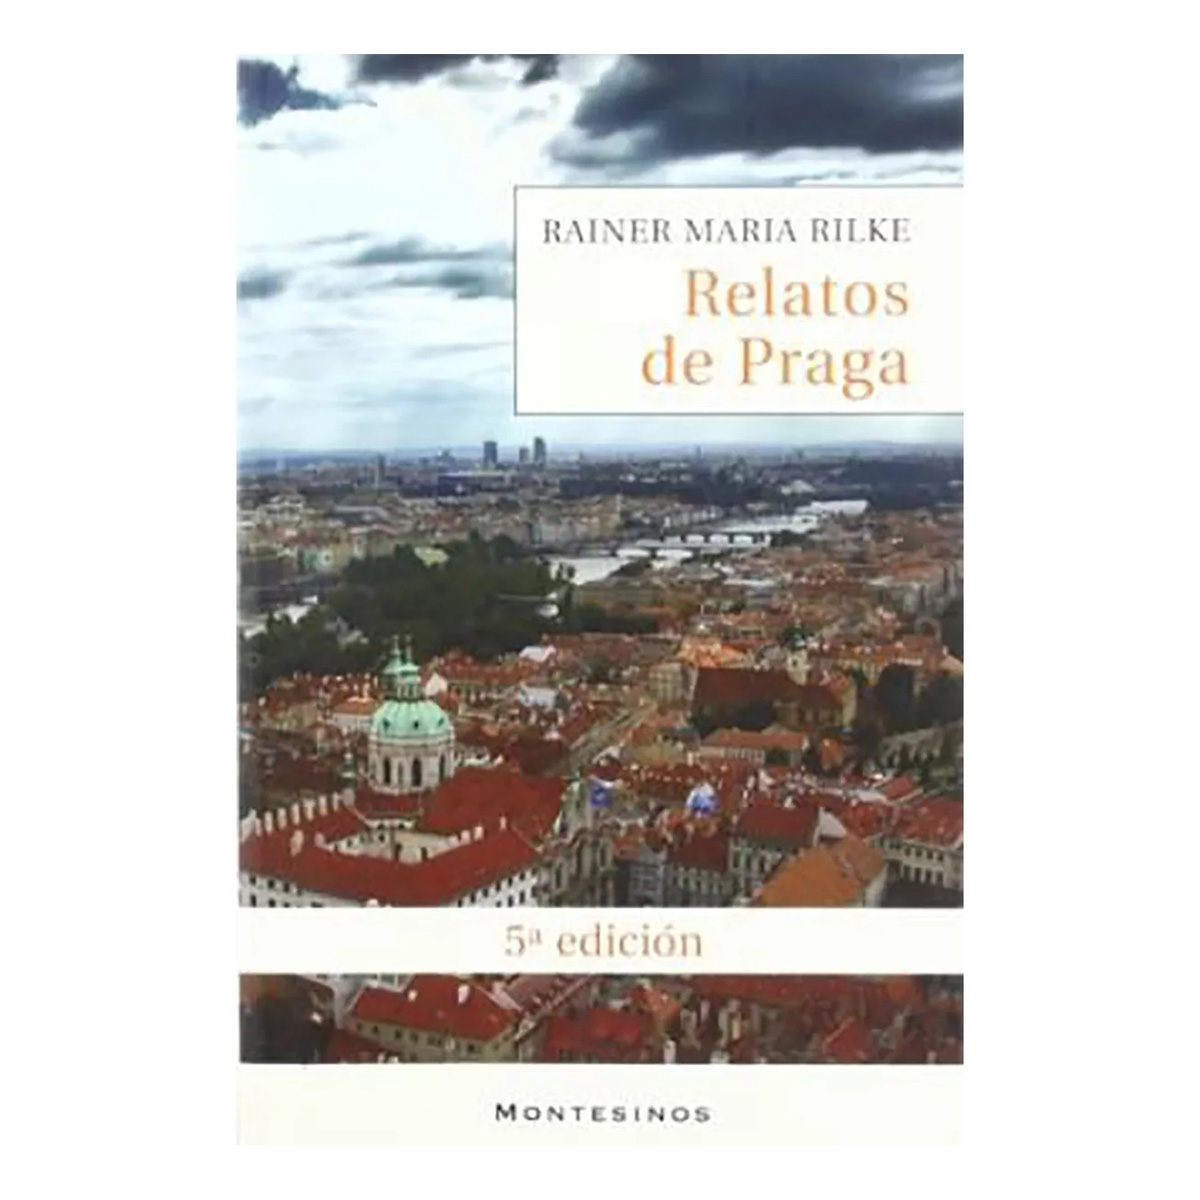 RAINER MARIA RILKE
Relatos
de Praga
5ª edición
MONTESINOS